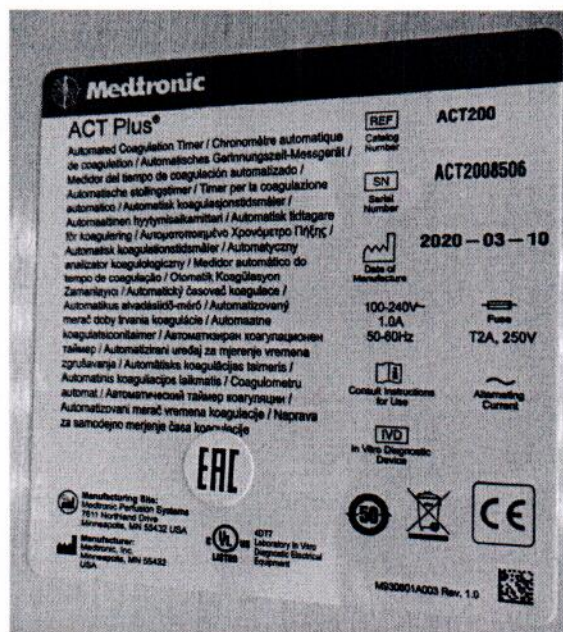 Medtronic
ACT Plus®
Automated Coagulation Timer / Chronomètre automatique
de coagulation / Automatisches Gerinnungszeit-Messgerät /
Medidor del tiempo de coagulación automatizado /
Automatische stollingstimer / Timer per la coagulazione
automatico / Automatisk koagulasjonstidsmåler /
Automaattinen hyytymisaikamittari / Automatisk tidtagare
för koagulering / Αυτοματοποιημένο Χρονόμετρο Πήξης /
Automatisk koagulationstidsmåler / Automatyczny
analizator koagulologiczny / Medidor automático do
tempo de coagulação / Otomatik Koagülasyon
Zamanlayıcı / Automatický časovač koagulace /
Automatikus alvadásiidő-mérő / Automatizovaný
merač doby trvania koagulácie / Automaatne
koagulatsioonitaimer / Автоматизиран коагулационен
таймер / Automatizirani uređaj za mjerenje vremena
zgrušavanja / Automātisks koagulācijas taimeris /
Automatinis koaguliacijos laikmatis / Coagulometru
automat / Автоматический таймер коагуляции /
Automatizovani merač vremena koagulacije / Naprava
za samodejno merjenje časa koagulacije
EAC
Manufacturing Site:
Medtronic Perfusion Systems
7611 Northland Drive
Minneapolis, MN 55432 USA
Manufacturer:
Medtronic, Inc.
Minneapolis, MN 55432
USA
c UL us
LISTED
4DT7
Laboratory In Vitro
Diagnostic Electrical
Equipment
REF
Catalog
Number
ACT200
SN
Serial
Number
ACT2008506
Date of
Manufacture
2020-03-10
100-240V~
1.0A
50-60Hz
Fuse
T2A, 250V
Consult Instructions
for Use
Alternating
Current
IVD
In Vitro Diagnostic
Device
50
CE
M930801A003 Rev. 1.0